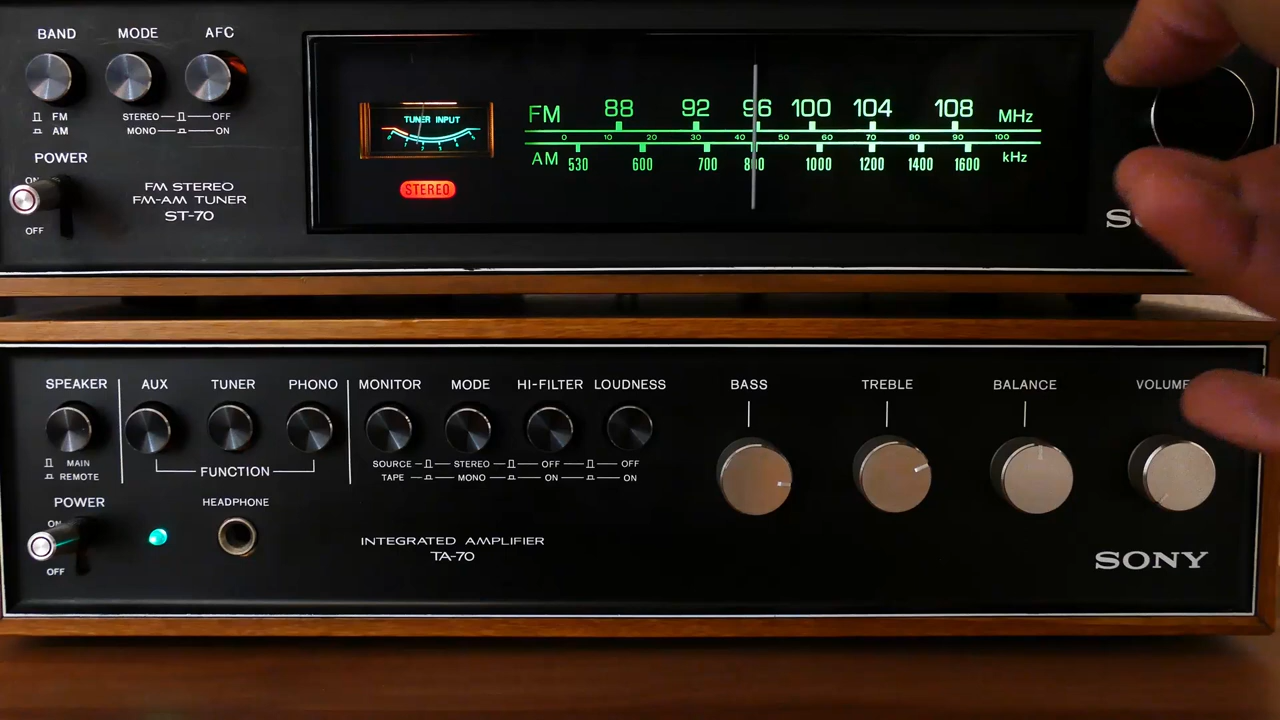 BAND MODE AFC
FM STEREO OFF
AM MONO ON
POWER
ON
OFF
FM STEREO
FM-AM TUNER
ST-70
TUNER INPUT
STEREO
FM 88 92 96 100 104 108 MHz
0 10 20 30 40 50 60 70 80 90 100
AM 530 600 700 800 1000 1200 1400 1600 kHz
SPEAKER AUX TUNER PHONO MONITOR MODE HI-FILTER LOUDNESS BASS TREBLE BALANCE VOLUME
MAIN SOURCE STEREO OFF OFF
REMOTE FUNCTION TAPE MONO ON ON
POWER HEADPHONE
ON
OFF
INTEGRATED AMPLIFIER
TA-70
SONY